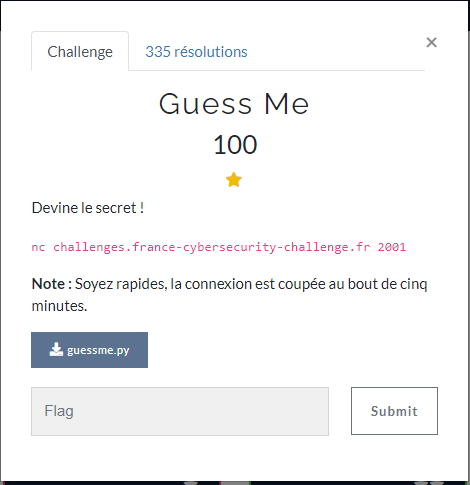 Challenge
335 résolutions
×
Guess Me
100
Devine le secret !
nc challenges.france-cybersecurity-challenge.fr 2001
Note : Soyez rapides, la connexion est coupée au bout de cinq
minutes.
guessme.py
Flag
Submit